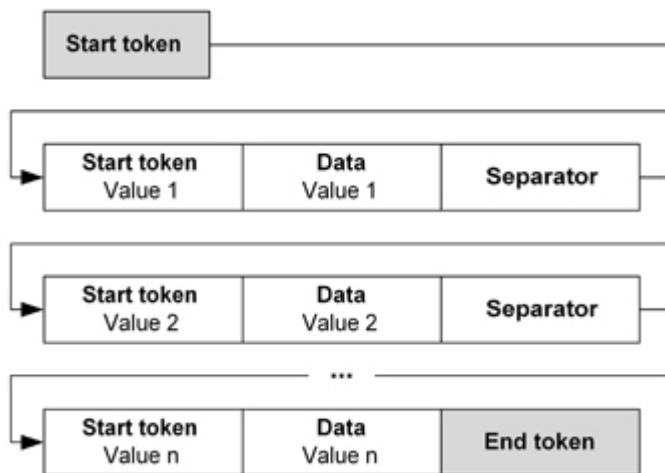 Start token
Start token Data Separator
Value 1 Value 1
Start token Data Separator
Value 2 Value 2
...
Start token Data End token
Value n Value n